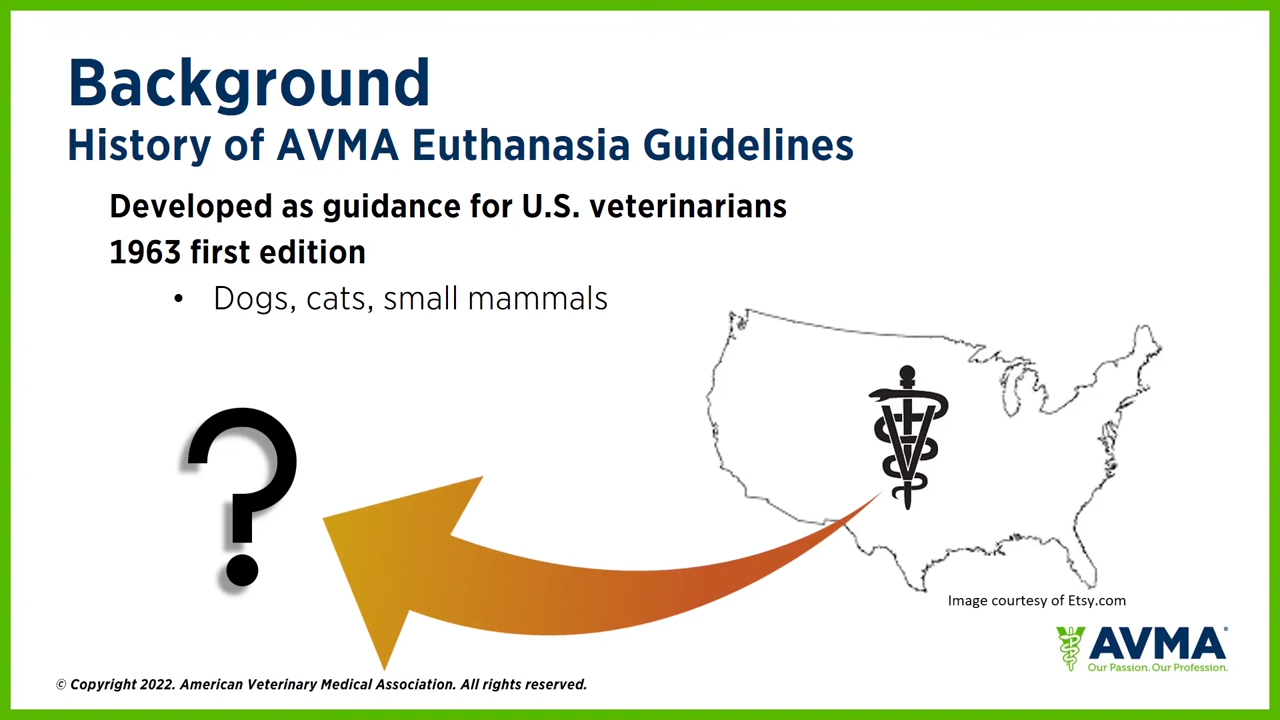 Background
History of AVMA Euthanasia Guidelines
Developed as guidance for U.S. veterinarians
1963 first edition
• Dogs, cats, small mammals
?
V
Image courtesy of Etsy.com
AVMA®
Our Passion. Our Profession.
© Copyright 2022. American Veterinary Medical Association. All rights reserved.